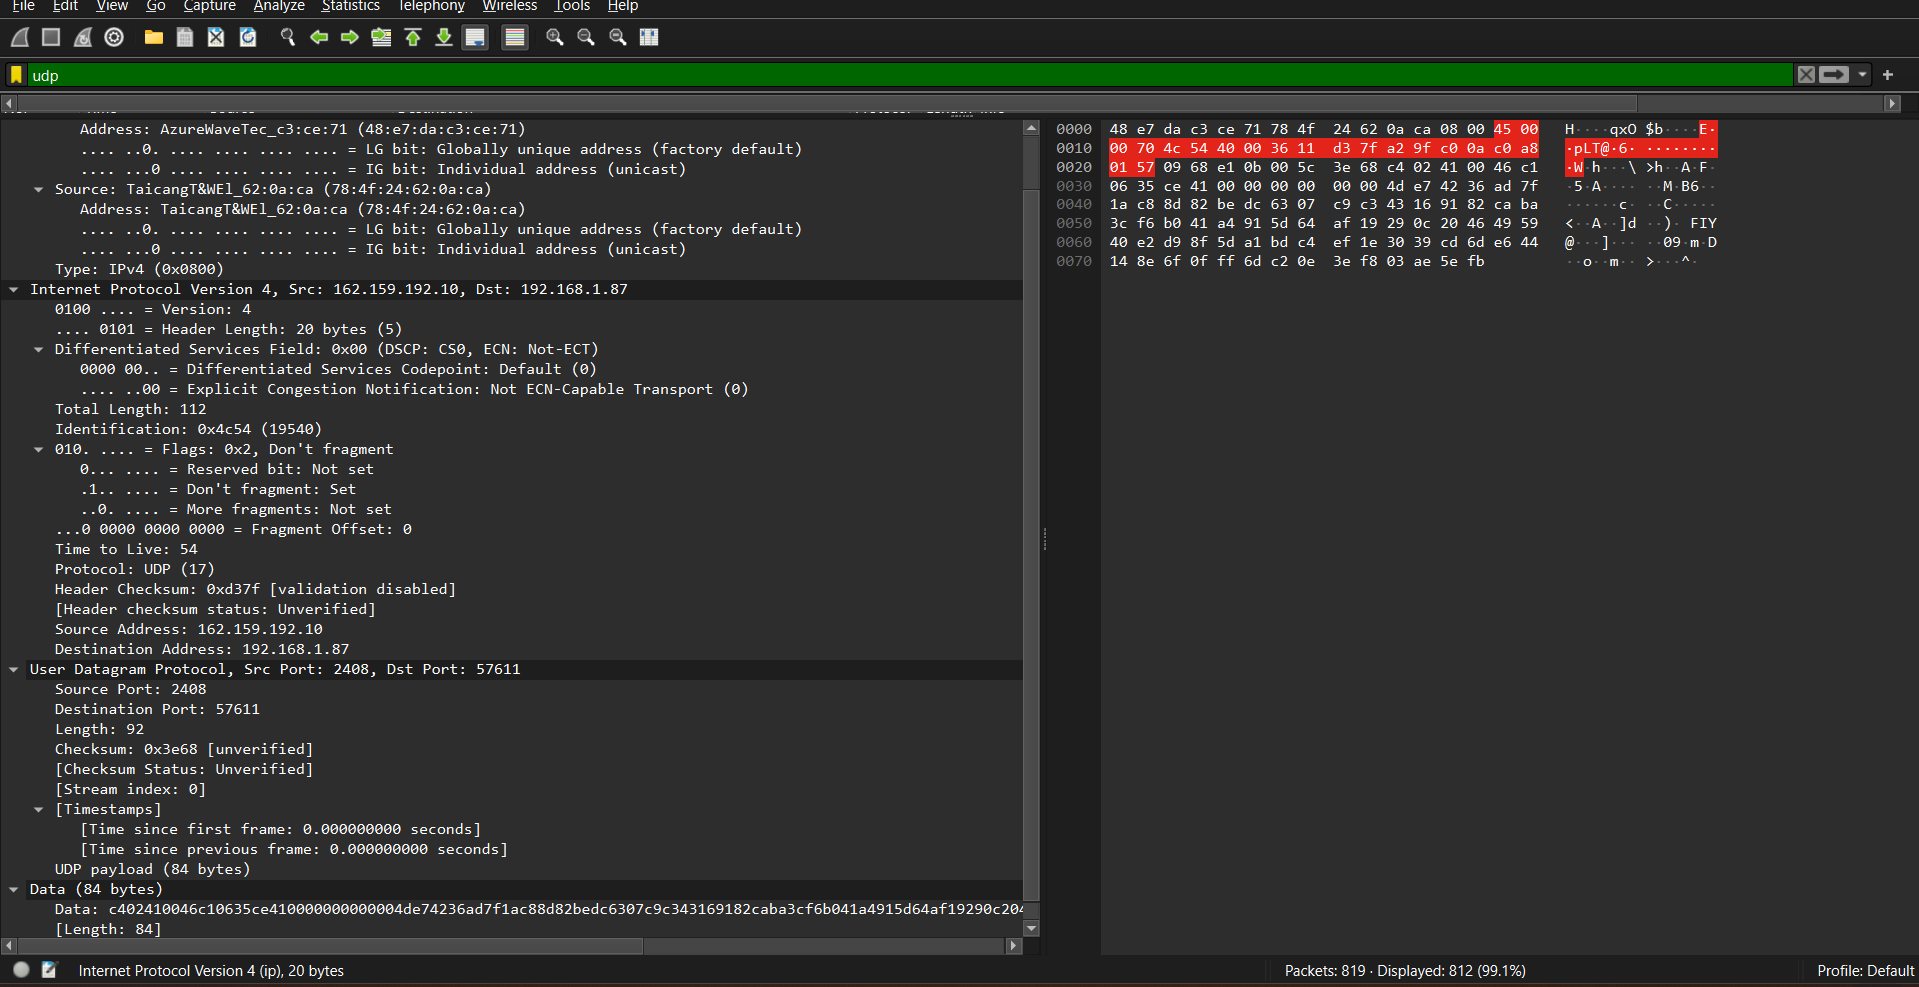 File Edit View Go Capture Analyze Statistics Telephony Wireless Tools Help
udp
Address: AzureWaveTec_c3:ce:71 (48:e7:da:c3:ce:71)
.... ..0. .... .... .... .... = LG bit: Globally unique address (factory default)
.... ...0 .... .... .... .... = IG bit: Individual address (unicast)
Source: TaicangT&WEl_62:0a:ca (78:4f:24:62:0a:ca)
Address: TaicangT&WEl_62:0a:ca (78:4f:24:62:0a:ca)
.... ..0. .... .... .... .... = LG bit: Globally unique address (factory default)
.... ...0 .... .... .... .... = IG bit: Individual address (unicast)
Type: IPv4 (0x0800)
Internet Protocol Version 4, Src: 162.159.192.10, Dst: 192.168.1.87
0100 .... = Version: 4
.... 0101 = Header Length: 20 bytes (5)
Differentiated Services Field: 0x00 (DSCP: CS0, ECN: Not-ECT)
0000 00.. = Differentiated Services Codepoint: Default (0)
.... ..00 = Explicit Congestion Notification: Not ECN-Capable Transport (0)
Total Length: 112
Identification: 0x4c54 (19540)
010. .... = Flags: 0x2, Don't fragment
0... .... = Reserved bit: Not set
.1.. .... = Don't fragment: Set
..0. .... = More fragments: Not set
...0 0000 0000 0000 = Fragment Offset: 0
Time to Live: 54
Protocol: UDP (17)
Header Checksum: 0xd37f [validation disabled]
[Header checksum status: Unverified]
Source Address: 162.159.192.10
Destination Address: 192.168.1.87
User Datagram Protocol, Src Port: 2408, Dst Port: 57611
Source Port: 2408
Destination Port: 57611
Length: 92
Checksum: 0x3e68 [unverified]
[Checksum Status: Unverified]
[Stream index: 0]
[Timestamps]
[Time since first frame: 0.000000000 seconds]
[Time since previous frame: 0.000000000 seconds]
UDP payload (84 bytes)
Data (84 bytes)
Data: c402410046c10635ce410000000000004de74236ad7f1ac88d82bedc6307c9c343169182caba3cf6b041a4915d64af19290c204
[Length: 84]
0000 48 e7 da c3 ce 71 78 4f 24 62 0a ca 08 00 45 00 H····qxO $b····E·
0010 00 70 4c 54 40 00 36 11 d3 7f a2 9f c0 0a c0 a8 ·pLT@·6· ········
0020 01 57 09 68 e1 0b 00 5c 3e 68 c4 02 41 00 46 c1 ·W·h···\ >h··A·F·
0030 06 35 ce 41 00 00 00 00 00 00 4d e7 42 36 ad 7f ·5·A···· ··M·B6··
0040 1a c8 8d 82 be dc 63 07 c9 c3 43 16 91 82 ca ba ······c· ··C·····
0050 3c f6 b0 41 a4 91 5d 64 af 19 29 0c 20 46 49 59 <··A··]d ··)· FIY
0060 40 e2 d9 8f 5d a1 bd c4 ef 1e 30 39 cd 6d e6 44 @···]··· ··09·m·D
0070 14 8e 6f 0f ff 6d c2 0e 3e f8 03 ae 5e fb ··o··m·· >···^·
Internet Protocol Version 4 (ip), 20 bytes
Packets: 819 · Displayed: 812 (99.1%)
Profile: Default